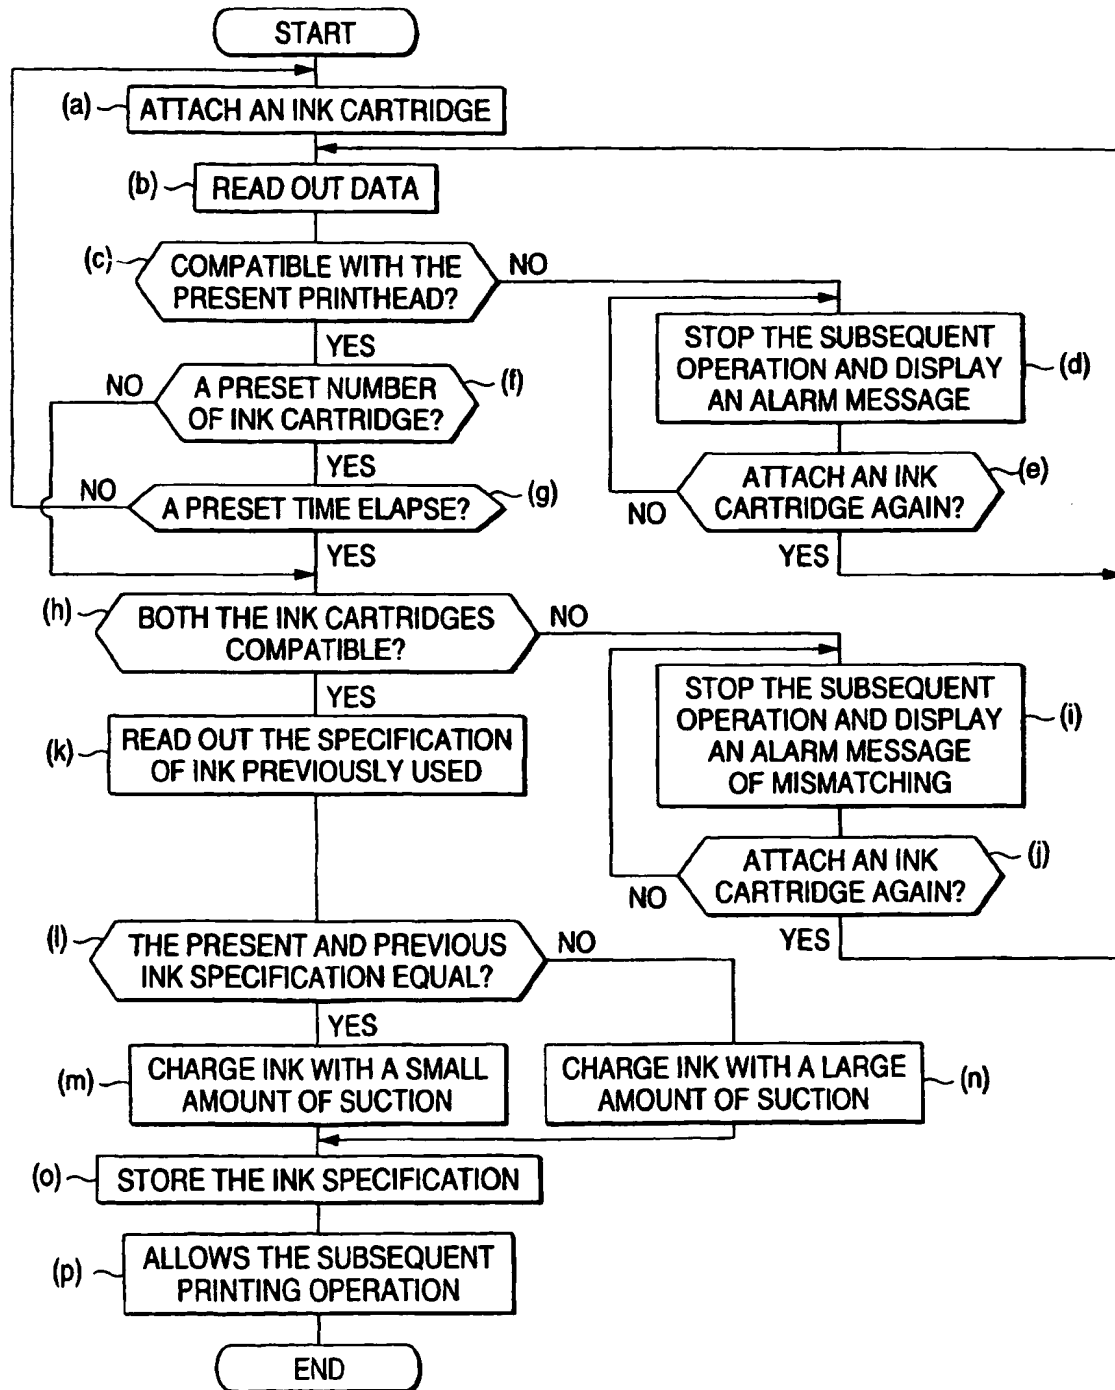 START
(a)
ATTACH AN INK CARTRIDGE
(b)
READ OUT DATA
(c)
COMPATIBLE WITH THE
PRESENT PRINTHEAD?
NO
YES
STOP THE SUBSEQUENT
OPERATION AND DISPLAY
AN ALARM MESSAGE
(d)
NO
A PRESET NUMBER
OF INK CARTRIDGE?
(f)
YES
ATTACH AN INK
CARTRIDGE AGAIN?
(e)
NO
YES
NO
A PRESET TIME ELAPSE?
(g)
YES
(h)
BOTH THE INK CARTRIDGES
COMPATIBLE?
NO
YES
STOP THE SUBSEQUENT
OPERATION AND DISPLAY
AN ALARM MESSAGE
OF MISMATCHING
(i)
(k)
READ OUT THE SPECIFICATION
OF INK PREVIOUSLY USED
ATTACH AN INK
CARTRIDGE AGAIN?
(j)
NO
YES
(l)
THE PRESENT AND PREVIOUS
INK SPECIFICATION EQUAL?
NO
YES
(m)
CHARGE INK WITH A SMALL
AMOUNT OF SUCTION
CHARGE INK WITH A LARGE
AMOUNT OF SUCTION
(n)
(o)
STORE THE INK SPECIFICATION
(p)
ALLOWS THE SUBSEQUENT
PRINTING OPERATION
END